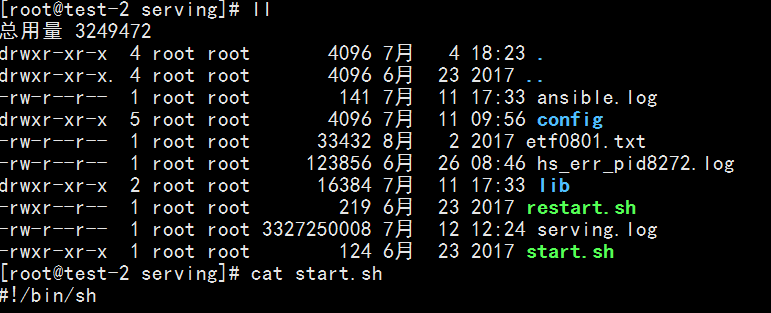 [root@test-2 serving]# ll
总用量 3249472
drwxr-xr-x  4 root root       4096 7月   4 18:23 .
drwxr-xr-x. 4 root root       4096 6月  23 2017 ..
-rw-r--r--  1 root root        141 7月  11 17:33 ansible.log
drwxr-xr-x  5 root root       4096 7月  11 09:56 config
-rw-r--r--  1 root root      33432 8月   2 2017 etf0801.txt
-rw-r--r--  1 root root     123856 6月  26 08:46 hs_err_pid8272.log
drwxr-xr-x  2 root root      16384 7月  11 17:33 lib
-rwxr-xr-x  1 root root        219 6月  23 2017 restart.sh
-rw-r--r--  1 root root 3327250008 7月  12 12:24 serving.log
-rwxr-xr-x  1 root root        124 6月  23 2017 start.sh
[root@test-2 serving]# cat start.sh
#!/bin/sh